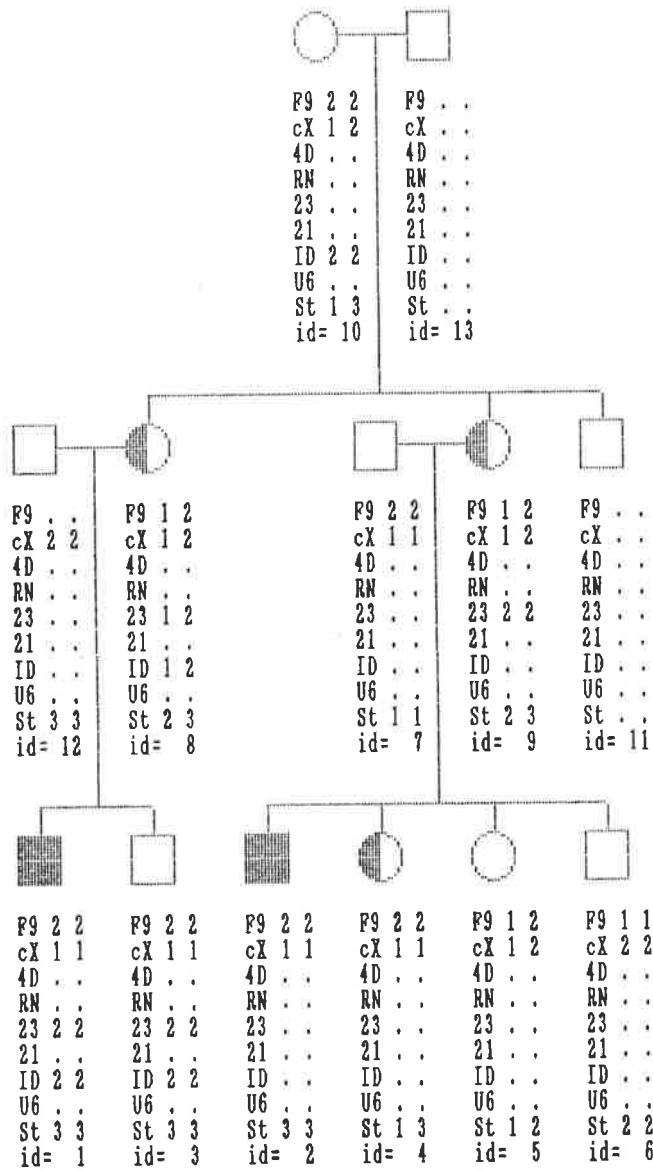 F9 2 2 F9 . .
cX 1 2 cX . .
4D . . 4D . .
RN . . RN . .
23 . . 23 . .
21 . . 21 . .
ID 2 2 ID . .
U6 . . U6 . .
St 1 3 St . .
id= 10 id= 13
F9 . . F9 1 2 F9 2 2 F9 1 2 F9 . .
cX 2 2 cX 1 2 cX 1 1 cX 1 2 cX . .
4D . . 4D . . 4D . . 4D . . 4D . .
RN . . RN . . RN . . RN . . RN . .
23 . . 23 1 2 23 . . 23 2 2 23 . .
21 . . 21 . . 21 . . 21 . . 21 . .
ID . . ID 1 2 ID . . ID . . ID . .
U6 . . U6 . . U6 . . U6 . . U6 . .
St 3 3 St 2 3 St 1 1 St 2 3 St . .
id= 12 id= 8 id= 7 id= 9 id= 11
F9 2 2 F9 2 2 F9 2 2 F9 2 2 F9 1 2 F9 1 1
cX 1 1 cX 1 1 cX 1 1 cX 1 1 cX 1 2 cX 2 2
4D . . 4D . . 4D . . 4D . . 4D . . 4D . .
RN . . RN . . RN . . RN . . RN . . RN . .
23 2 2 23 2 2 23 . . 23 . . 23 . . 23 . .
21 . . 21 . . 21 . . 21 . . 21 . . 21 . .
ID 2 2 ID 2 2 ID . . ID . . ID . . ID . .
U6 . . U6 . . U6 . . U6 . . U6 . . U6 . .
St 3 3 St 3 3 St 3 3 St 1 3 St 1 2 St 2 2
id= 1 id= 3 id= 2 id= 4 id= 5 id= 6